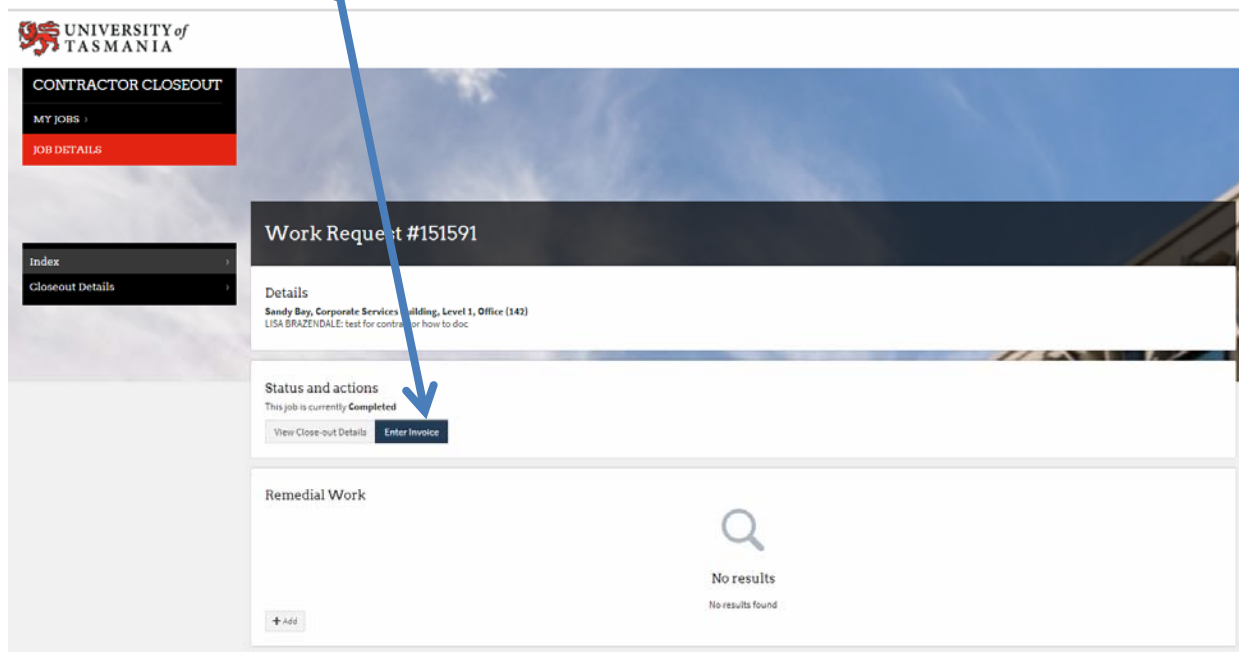 UNIVERSITY of
TASMANIA
CONTRACTOR CLOSEOUT
MY JOBS ›
JOB DETAILS
Index ›
Closeout Details ›
Work Request #151591
Details
Sandy Bay, Corporate Services Building, Level 1, Office (142)
LISA BRAZENDALE: test for contractor how to doc
Status and actions
This job is currently Completed
View Close-out Details Enter Invoice
Remedial Work
No results
No results found
+ Add